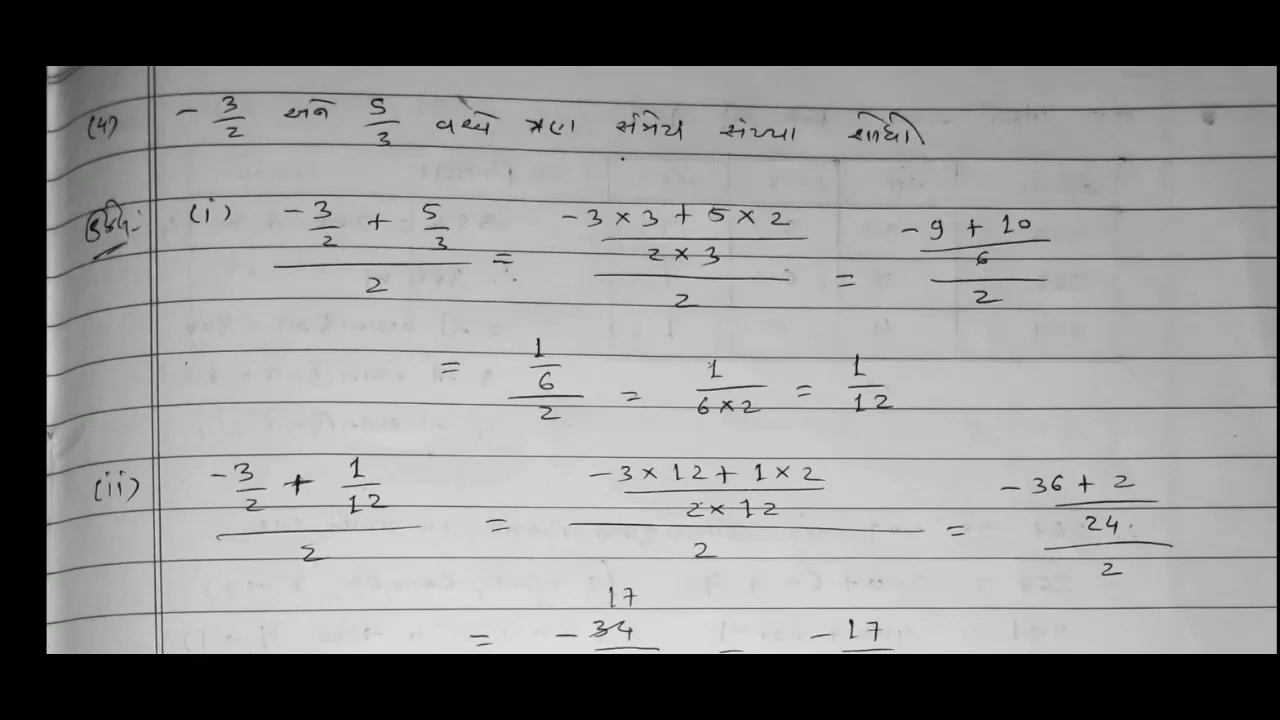 (4) - 3/2 અને 5/3 વચ્ચે ત્રણ સંમેય સંખ્યા શોધો
ઉકેલ:- (i) (-3/2 + 5/3)/2 = ((-3 × 3 + 5 × 2)/(2 × 3))/2 = ((-9 + 10)/6)/2
= (1/6)/2 = 1/(6 × 2) = 1/12
(ii) (-3/2 + 1/12)/2 = ((-3 × 12 + 1 × 2)/(2 × 12))/2 = ((-36 + 2)/24)/2
17
= -34 = -17